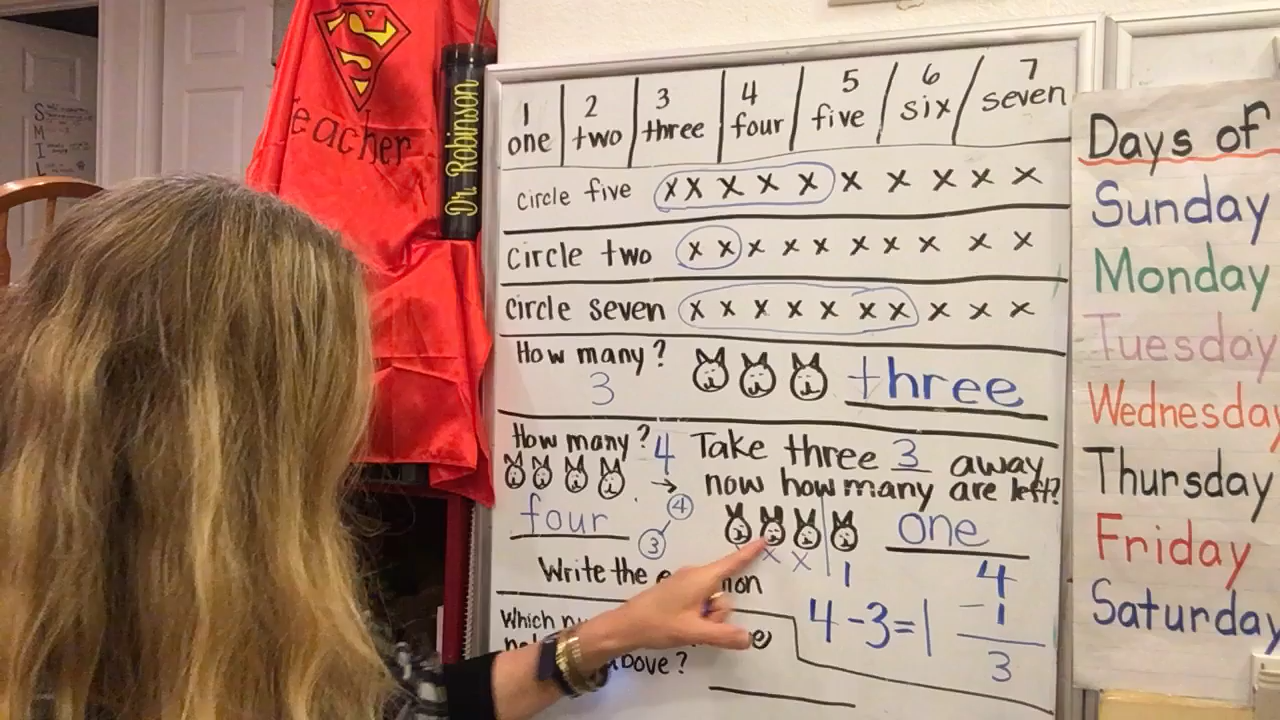 S
M
I
L
S
Teacher
Dr. Robinson
1 2 3 4 5 6 7
one two three four five six seven
circle five x x x x x x x x x x
circle two x x x x x x x x x x
circle seven x x x x x x x x x x
How many?
3
three
How many? 4
four
4
3
Take three 3 away
now how many are left?
one
x x
1
Write the
4-3=1
4
-1
3
Which
above?
Days of
Sunday
Monday
Tuesday
Wednesday
Thursday
Friday
Saturday